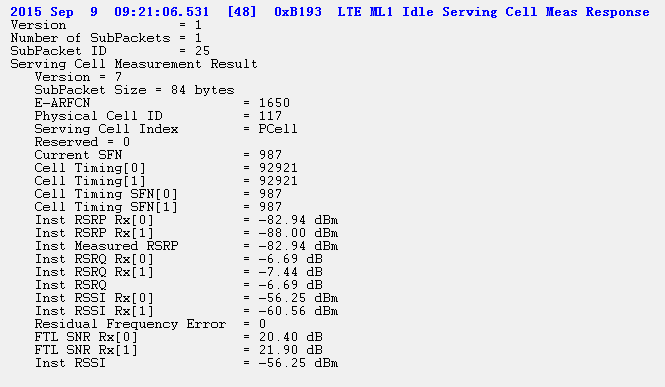 2015 Sep  9  09:21:06.531  [48]  0xB193  LTE ML1 Idle Serving Cell Meas Response
Version              = 1
Number of SubPackets = 1
SubPacket ID         = 25
Serving Cell Measurement Result
   Version = 7
   SubPacket Size = 84 bytes
   E-ARFCN                  = 1650
   Physical Cell ID         = 117
   Serving Cell Index       = PCell
   Reserved = 0
   Current SFN              = 987
   Cell Timing[0]           = 92921
   Cell Timing[1]           = 92921
   Cell Timing SFN[0]       = 987
   Cell Timing SFN[1]       = 987
   Inst RSRP Rx[0]          = -82.94 dBm
   Inst RSRP Rx[1]          = -88.00 dBm
   Inst Measured RSRP       = -82.94 dBm
   Inst RSRQ Rx[0]          = -6.69 dB
   Inst RSRQ Rx[1]          = -7.44 dB
   Inst RSRQ                = -6.69 dB
   Inst RSSI Rx[0]          = -56.25 dBm
   Inst RSSI Rx[1]          = -60.56 dBm
   Residual Frequency Error = 0
   FTL SNR Rx[0]            = 20.40 dB
   FTL SNR Rx[1]            = 21.90 dB
   Inst RSSI                = -56.25 dBm